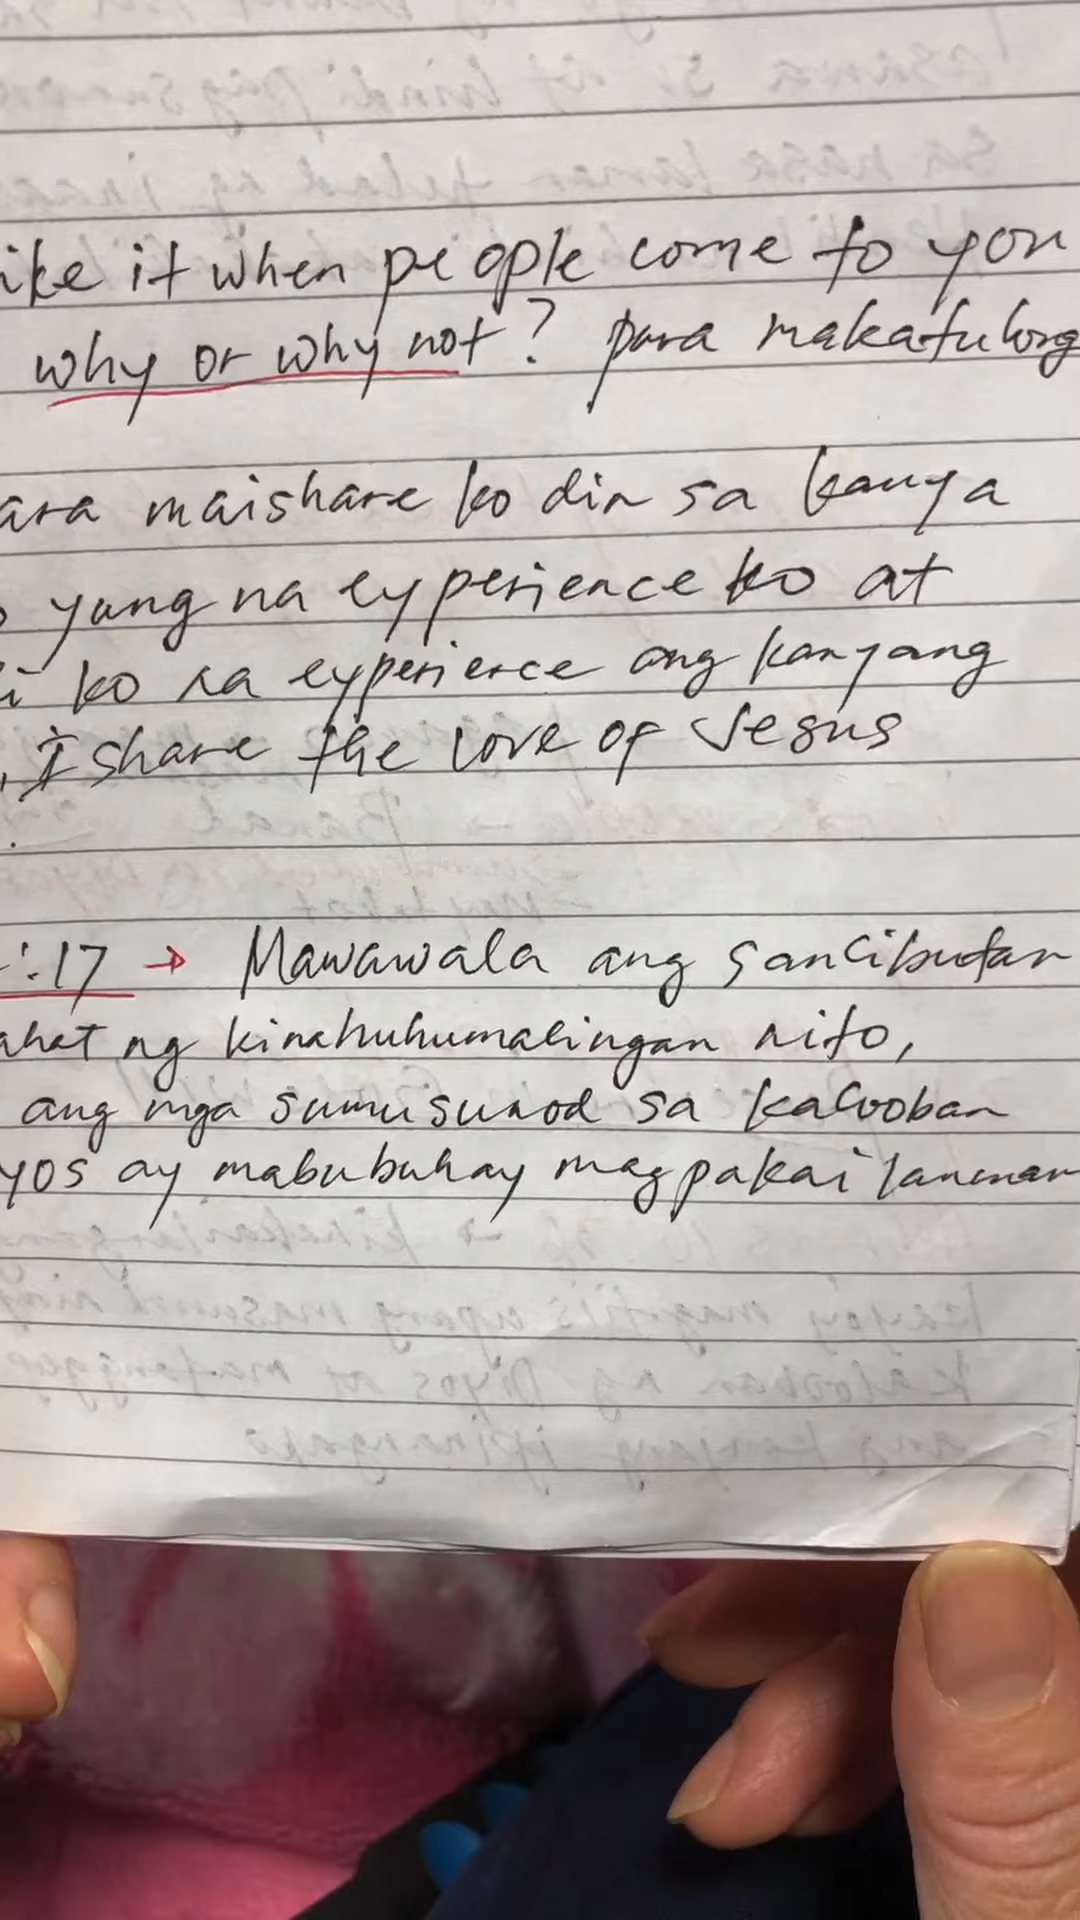 ike it when people come to you
why or why not? para makatulong
ara maishare ko din sa kanya
yung na experience ko at
i ko na experience ang kanyang
, I share the love of Jesus
:17 → Mawawala ang sanlibutan
ahat ng kinahuhumalingan nito,
ang mga sumusunod sa kalooban
yos ay mabubuhay magpakailanman